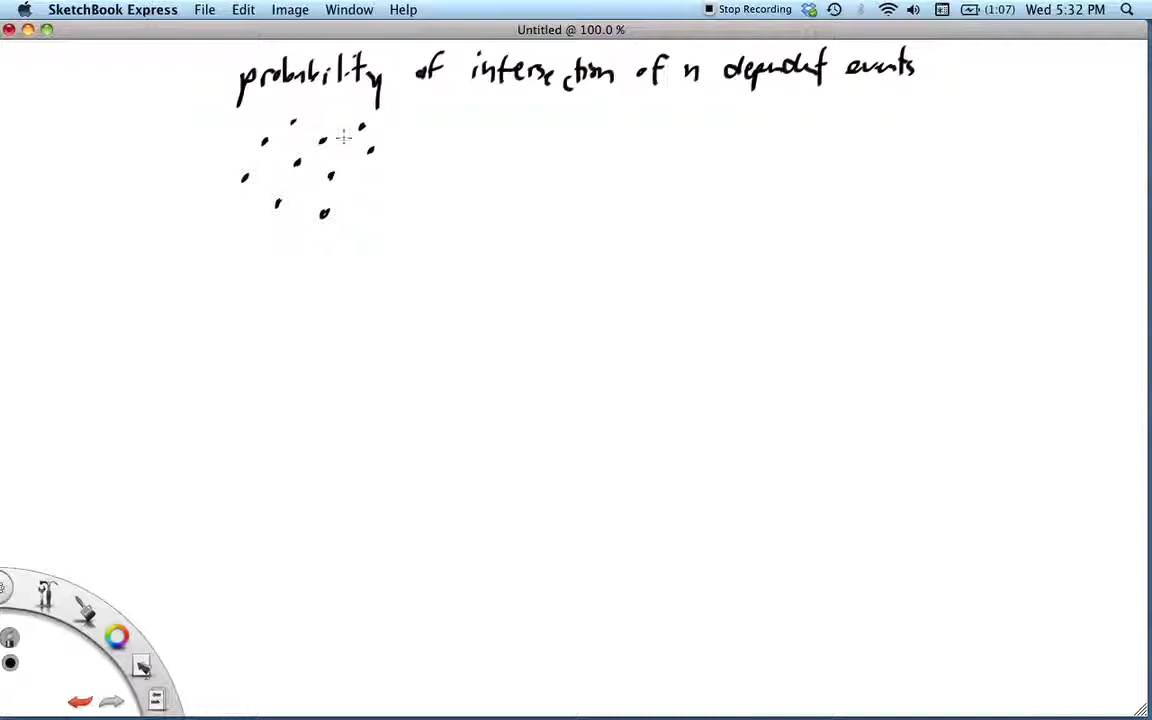 SketchBook Express File Edit Image Window Help Stop Recording (1:07) Wed 5:32 PM
Untitled @ 100.0 %
probability of intersection of n dependent events